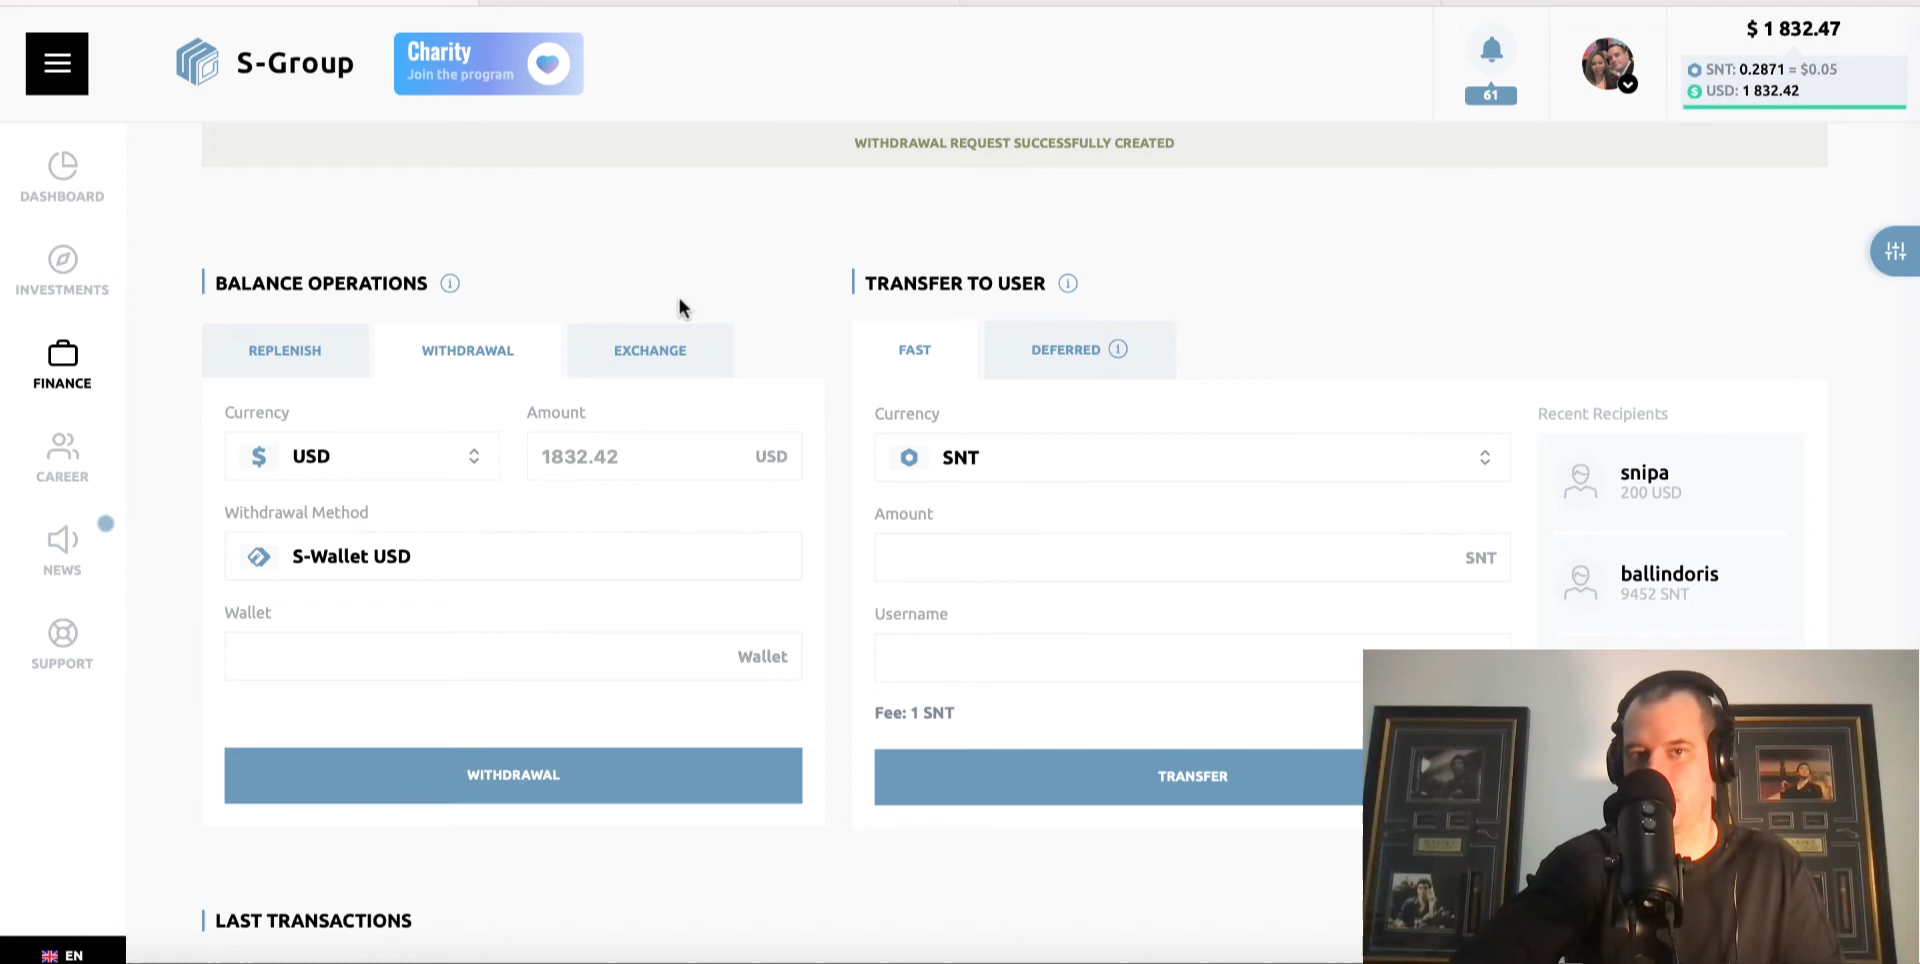 S-Group
Charity
Join the program
61
$ 1 832.47
SNT: 0.2871 = $0.05
USD: 1 832.42
WITHDRAWAL REQUEST SUCCESSFULLY CREATED
DASHBOARD
INVESTMENTS
FINANCE
CAREER
NEWS
SUPPORT
EN
BALANCE OPERATIONS
REPLENISH
WITHDRAWAL
EXCHANGE
Currency
Amount
$ USD
1832.42 USD
Withdrawal Method
S-Wallet USD
Wallet
Wallet
WITHDRAWAL
TRANSFER TO USER
FAST
DEFERRED
Currency
SNT
Amount
SNT
Username
Fee: 1 SNT
TRANSFER
Recent Recipients
snipa
200 USD
ballindoris
9452 SNT
LAST TRANSACTIONS